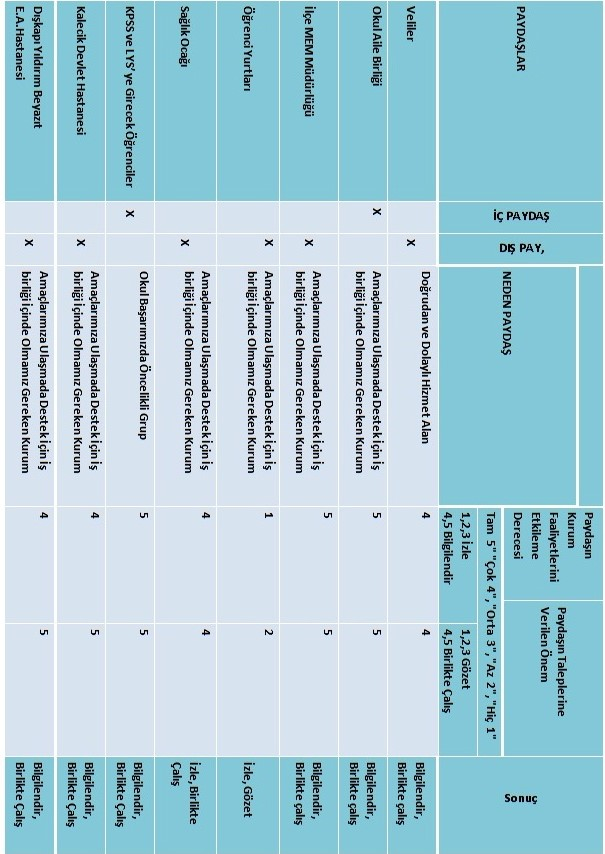 PAYDAŞLAR
İÇ PAYDAŞ
DIŞ PAY,
NEDEN PAYDAŞ
Paydaşın
Kurum
Faaliyetlerini
Etkileme
Derecesi
Paydaşın Taleplerine
Verilen Önem
Sonuç
Tam 5" "Çok 4", "Orta 3", "Az 2", "Hiç 1"
1,2,3 İzle
4,5 Bilgilendir
1,2,3 Gözet
4,5 Birlikte Çalış
Veliler
X
Doğrudan ve Dolaylı Hizmet Alan
4
4
Bilgilendir,
Birlikte çalış
Okul Aile Birliği
X
Amaçlarımıza Ulaşmada Destek İçin İş
birliği İçinde Olmamız Gereken Kurum
5
5
Bilgilendir,
Birlikte çalış
İlçe MEM Müdürlüğü
X
Amaçlarımıza Ulaşmada Destek İçin İş
birliği İçinde Olmamız Gereken Kurum
5
5
Bilgilendir,
Birlikte Çalış
Öğrenci Yurtları
X
Amaçlarımıza Ulaşmada Destek İçin İş
birliği İçinde Olmamız Gereken Kurum
1
2
İzle, Gözet
Sağlık Ocağı
X
Amaçlarımıza Ulaşmada Destek İçin İş
birliği İçinde Olmamız Gereken Kurum
4
4
İzle, Birlikte
Çalış
KPSS ve LYS'ye Girecek Öğrenciler
X
Okul Başarımızda Öncelikli Grup
5
5
Bilgilendir,
Birlikte Çalış
Kalecik Devlet Hastanesi
X
Amaçlarımıza Ulaşmada Destek İçin İş
birliği İçinde Olmamız Gereken Kurum
4
5
Bilgilendir,
Birlikte Çalış
Dışkapı Yıldırım Beyazıt
E.A.Hastanesi
X
Amaçlarımıza Ulaşmada Destek İçin İş
birliği İçinde Olmamız Gereken Kurum
4
5
Bilgilendir,
Birlikte Çalış